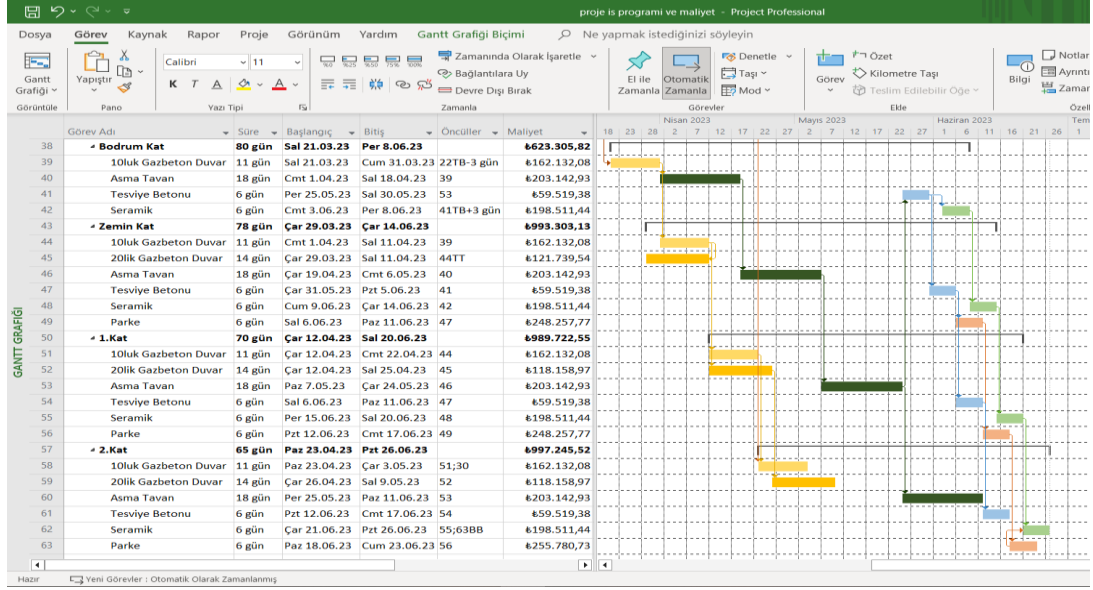 proje is programi ve maliyet - Project Professional
Dosya Görev Kaynak Rapor Proje Görünüm Yardım Gantt Grafiği Biçimi Ne yapmak istediğinizi söyleyin
Gantt Grafiği
Yapıştır
Calibri 11
K T A
%0 %25 %50 %75 %100
Zamanında Olarak İşaretle
Bağlantılara Uy
Devre Dışı Bırak
El ile Zamanla
Otomatik Zamanla
Denetle
Taşı
Mod
Görev
Özet
Kilometre Taşı
Teslim Edilebilir Öğe
Bilgi
Notlar
Ayrıntı
Zaman
Görüntüle Pano Yazı Tipi Zamanla Görevler Ekle Özel
Nisan 2023 Mayıs 2023 Haziran 2023 Tem
Görev Adı Süre Başlangıç Bitiş Öncüller Maliyet 18 23 28 2 7 12 17 22 27 2 7 12 17 22 27 1 6 11 16 21 26 1
38 Bodrum Kat 80 gün Sal 21.03.23 Per 8.06.23 ₺623.305,82
39 10luk Gazbeton Duvar 11 gün Sal 21.03.23 Cum 31.03.23 22TB-3 gün ₺162.132,08
40 Asma Tavan 18 gün Cmt 1.04.23 Sal 18.04.23 39 ₺203.142,93
41 Tesviye Betonu 6 gün Per 25.05.23 Sal 30.05.23 53 ₺59.519,38
42 Seramik 6 gün Cmt 3.06.23 Per 8.06.23 41TB+3 gün ₺198.511,44
43 Zemin Kat 78 gün Çar 29.03.23 Çar 14.06.23 ₺993.303,13
44 10luk Gazbeton Duvar 11 gün Cmt 1.04.23 Sal 11.04.23 39 ₺162.132,08
45 20lik Gazbeton Duvar 14 gün Çar 29.03.23 Sal 11.04.23 44TT ₺121.739,54
46 Asma Tavan 18 gün Çar 19.04.23 Cmt 6.05.23 40 ₺203.142,93
47 Tesviye Betonu 6 gün Çar 31.05.23 Pzt 5.06.23 41 ₺59.519,38
48 Seramik 6 gün Cum 9.06.23 Çar 14.06.23 42 ₺198.511,44
49 Parke 6 gün Sal 6.06.23 Paz 11.06.23 47 ₺248.257,77
50 1.Kat 70 gün Çar 12.04.23 Sal 20.06.23 ₺989.722,55
51 10luk Gazbeton Duvar 11 gün Çar 12.04.23 Cmt 22.04.23 44 ₺162.132,08
52 20lik Gazbeton Duvar 14 gün Çar 12.04.23 Sal 25.04.23 45 ₺118.158,97
53 Asma Tavan 18 gün Paz 7.05.23 Çar 24.05.23 46 ₺203.142,93
54 Tesviye Betonu 6 gün Sal 6.06.23 Paz 11.06.23 47 ₺59.519,38
55 Seramik 6 gün Per 15.06.23 Sal 20.06.23 48 ₺198.511,44
56 Parke 6 gün Pzt 12.06.23 Cmt 17.06.23 49 ₺248.257,77
57 2.Kat 65 gün Paz 23.04.23 Pzt 26.06.23 ₺997.245,52
58 10luk Gazbeton Duvar 11 gün Paz 23.04.23 Çar 3.05.23 51;30 ₺162.132,08
59 20lik Gazbeton Duvar 14 gün Çar 26.04.23 Sal 9.05.23 52 ₺118.158,97
60 Asma Tavan 18 gün Per 25.05.23 Paz 11.06.23 53 ₺203.142,93
61 Tesviye Betonu 6 gün Pzt 12.06.23 Cmt 17.06.23 54 ₺59.519,38
62 Seramik 6 gün Çar 21.06.23 Pzt 26.06.23 55;63BB ₺198.511,44
63 Parke 6 gün Paz 18.06.23 Cum 23.06.23 56 ₺255.780,73
GANTT GRAFİĞİ
Hazır Yeni Görevler : Otomatik Olarak Zamanlanmış